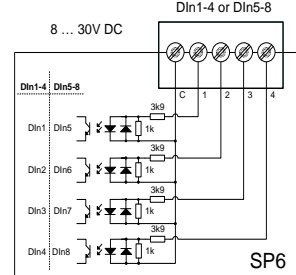 DIn1-4 or DIn5-8
8 ... 30V DC
C 1 2 3 4
DIn1-4 DIn5-8
3k9
DIn1 DIn5 1k
3k9
DIn2 DIn6 1k
3k9
DIn3 DIn7 1k
3k9
DIn4 DIn8 1k
SP6